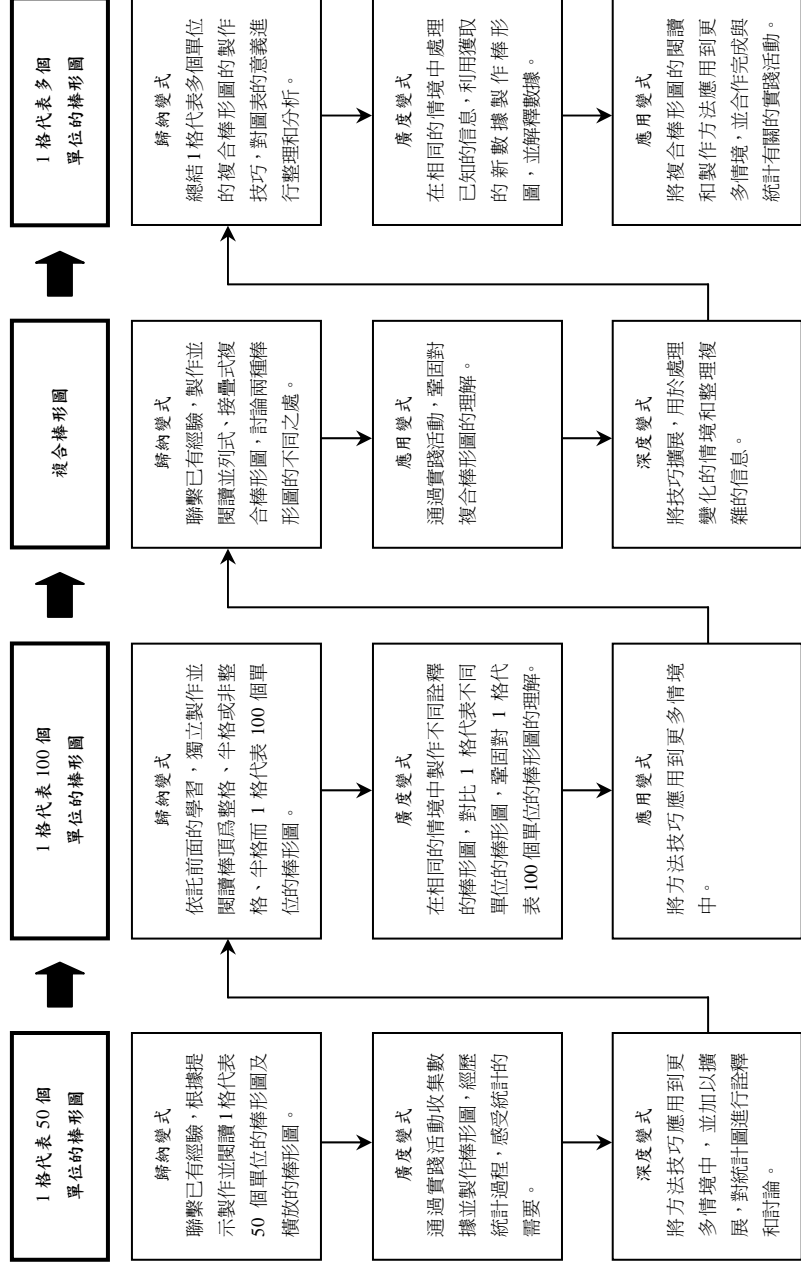 1 格代表 50 個
單位的棒形圖
歸納變式
聯繫已有經驗，根據提
示製作並閱讀 1 格代表
50 個單位的棒形圖及
橫放的棒形圖。
廣度變式
通過實踐活動收集數
據並製作棒形圖，經歷
統計過程，感受統計的
需要。
深度變式
將方法技巧應用到更
多情境中，並加以擴
展，對統計圖進行詮釋
和討論。
1 格代表 100 個
單位的棒形圖
歸納變式
依託前面的學習，獨立製作並
閱讀棒頂爲整格、半格或非整
格、半格而 1 格代表 100 個單
位的棒形圖。
廣度變式
在相同的情境中製作不同詮釋
的棒形圖，對比 1 格代表不同
單位的棒形圖，鞏固對 1 格代
表 100 個單位的棒形圖的理解。
應用變式
將方法技巧應用到更多情境
中。
複合棒形圖
歸納變式
聯繫已有經驗，製作並
閱讀並列式、接疊式複
合棒形圖，討論兩種棒
形圖的不同之處。
應用變式
通過實踐活動，鞏固對
複合棒形圖的理解。
深度變式
將技巧擴展，用於處理
變化的情境和整理複
雜的信息。
1 格代表多個
單位的棒形圖
歸納變式
總結 1 格代表多個單位
的複合棒形圖的製作
技巧，對圖表的意義進
行整理和分析。
廣度變式
在相同的情境中處理
已知的信息，利用獲取
的新數據製作棒形
圖，並解釋數據。
應用變式
將複合棒形圖的閱讀
和製作方法應用到更
多情境，並合作完成與
統計有關的實踐活動。